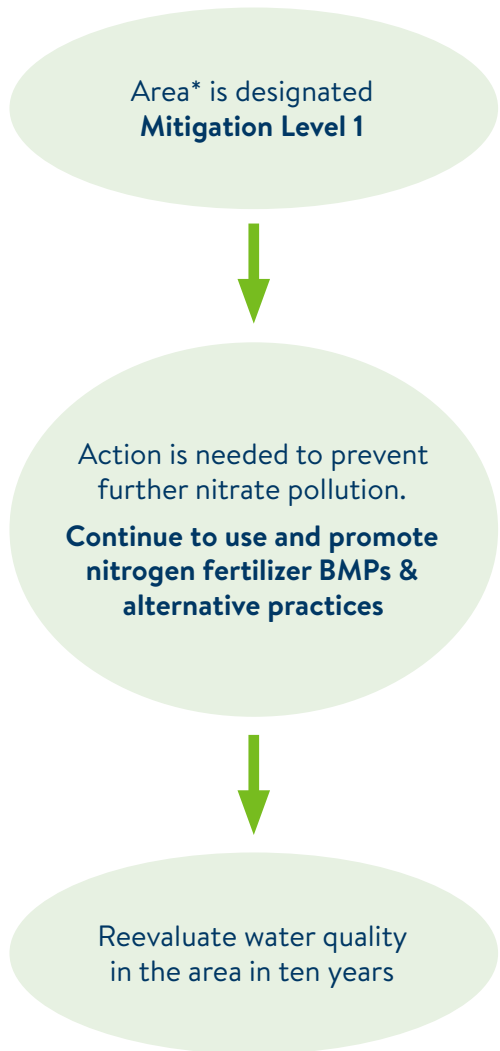 Area* is designated
Mitigation Level 1
Action is needed to prevent
further nitrate pollution.
Continue to use and promote
nitrogen fertilizer BMPs &
alternative practices
Reevaluate water quality
in the area in ten years